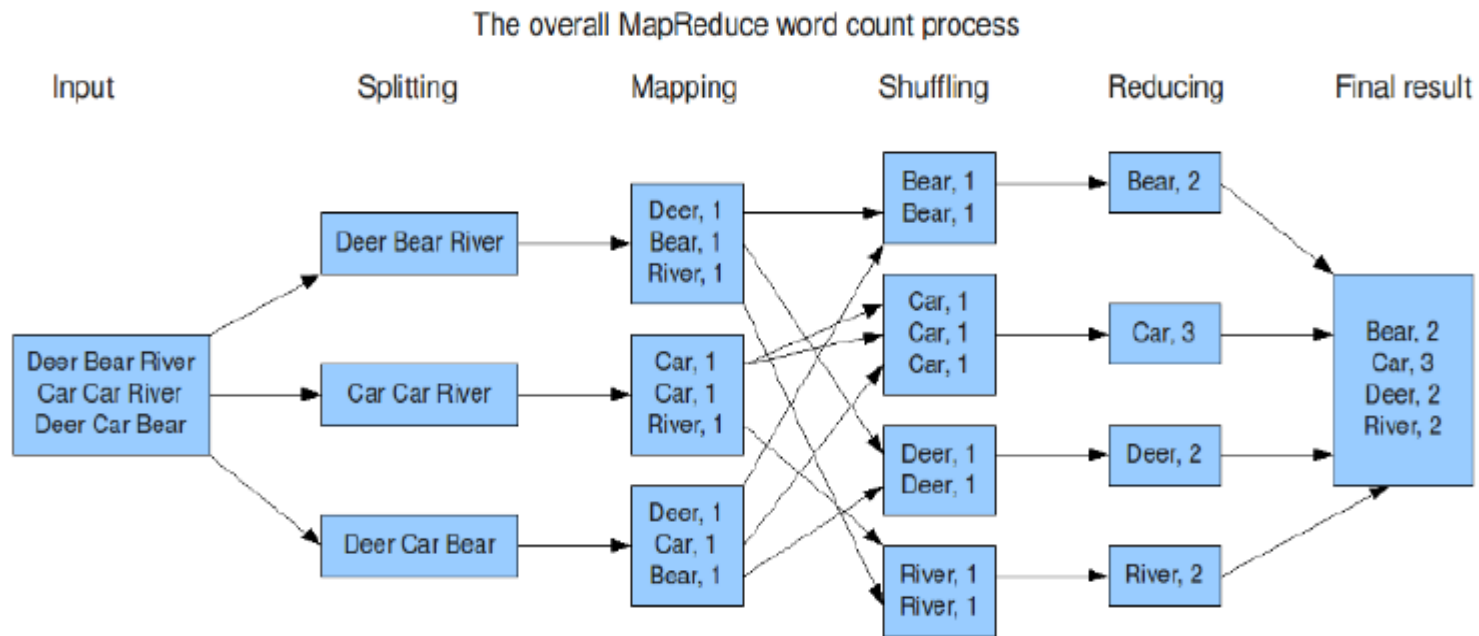 The overall MapReduce word count process
Input
Splitting
Mapping
Shuffling
Reducing
Final result
Deer Bear River
Car Car River
Deer Car Bear
Deer Bear River
Car Car River
Deer Car Bear
Deer, 1
Bear, 1
River, 1
Car, 1
Car, 1
River, 1
Deer, 1
Car, 1
Bear, 1
Bear, 1
Bear, 1
Car, 1
Car, 1
Car, 1
Deer, 1
Deer, 1
River, 1
River, 1
Bear, 2
Car, 3
Deer, 2
River, 2
Bear, 2
Car, 3
Deer, 2
River, 2